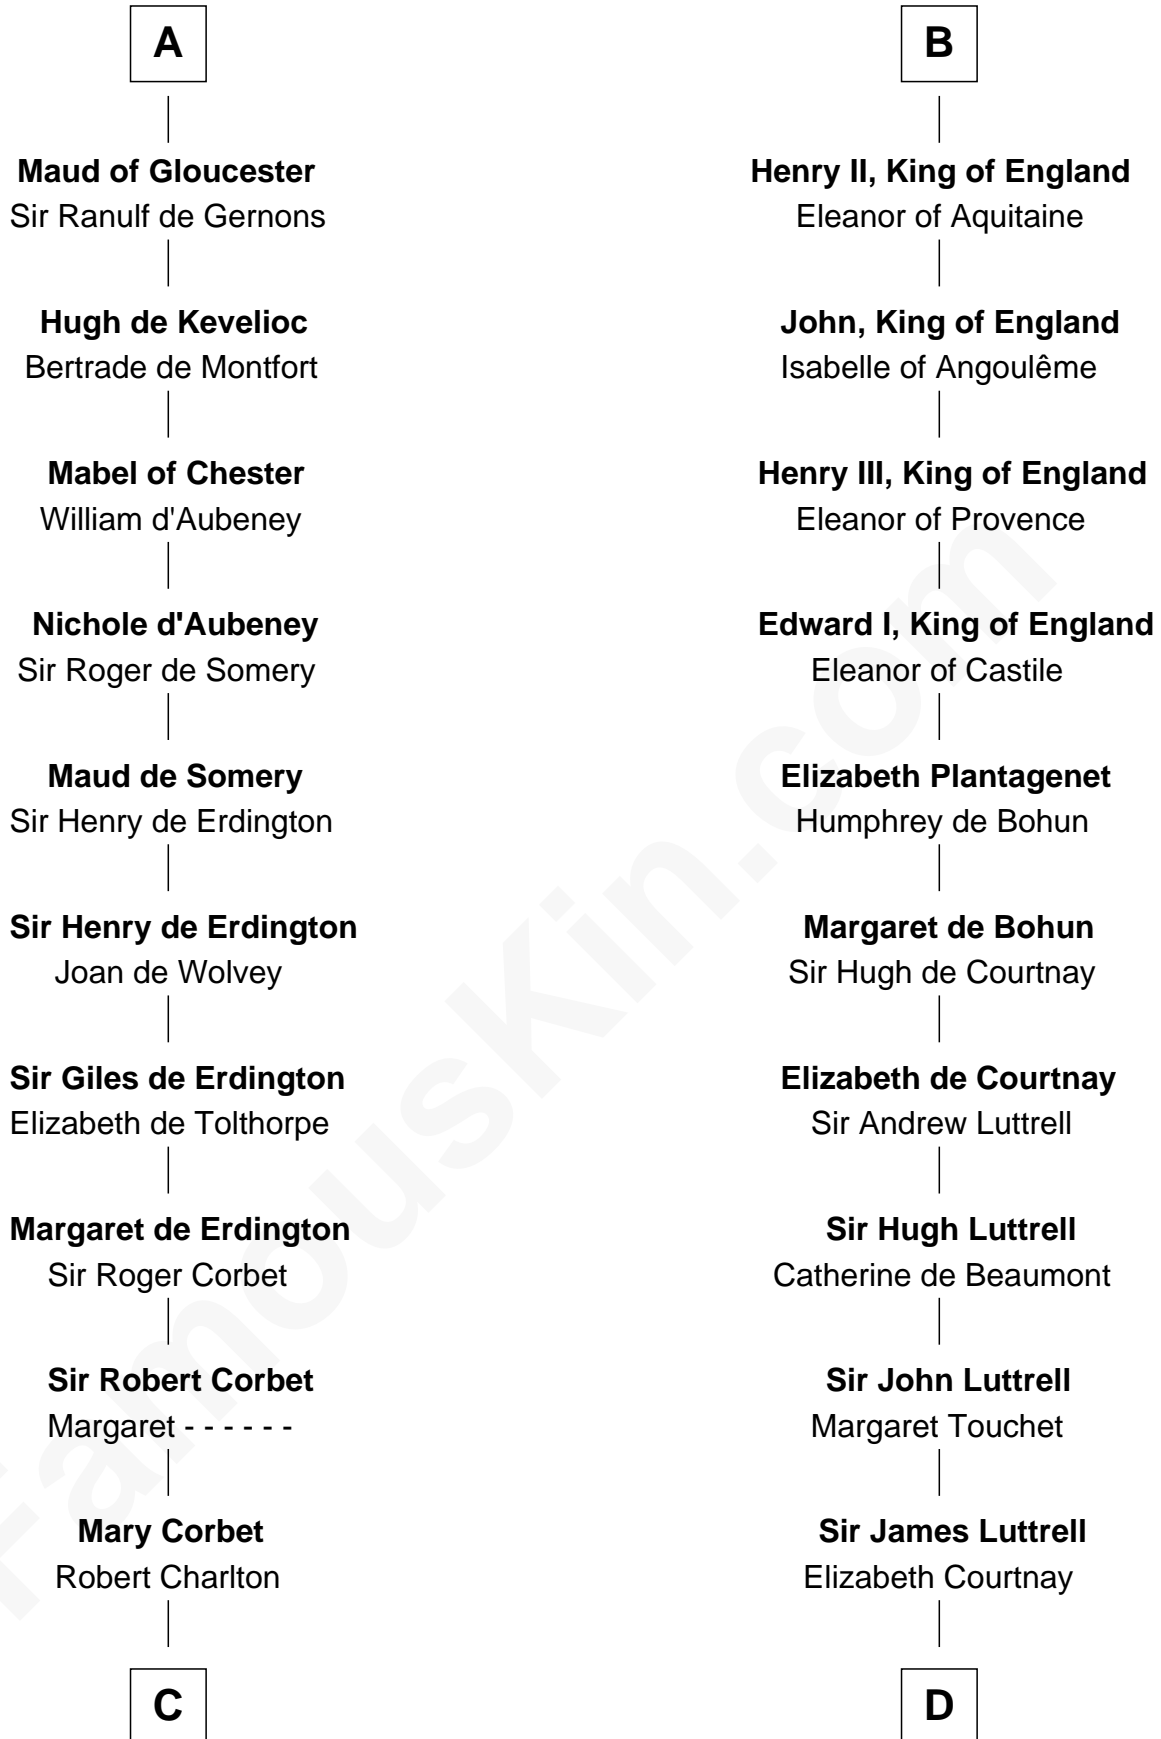 A
Maud of Gloucester
Sir Ranulf de Gernons
Hugh de Kevelioc
Bertrade de Montfort
Mabel of Chester
William d'Aubeney
Nichole d'Aubeney
Sir Roger de Somery
Maud de Somery
Sir Henry de Erdington
Sir Henry de Erdington
Joan de Wolvey
Sir Giles de Erdington
Elizabeth de Tolthorpe
Margaret de Erdington
Sir Roger Corbet
Sir Robert Corbet
Margaret - - - - - -
Mary Corbet
Robert Charlton
C
B
Henry II, King of England
Eleanor of Aquitaine
John, King of England
Isabelle of Angoulême
Henry III, King of England
Eleanor of Provence
Edward I, King of England
Eleanor of Castile
Elizabeth Plantagenet
Humphrey de Bohun
Margaret de Bohun
Sir Hugh de Courtnay
Elizabeth de Courtnay
Sir Andrew Luttrell
Sir Hugh Luttrell
Catherine de Beaumont
Sir John Luttrell
Margaret Touchet
Sir James Luttrell
Elizabeth Courtnay
D
FamousKin.com